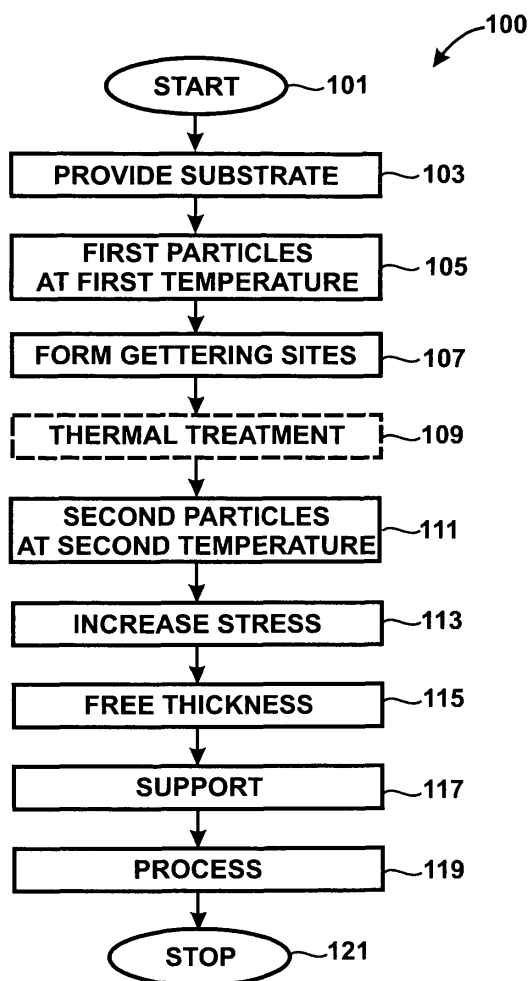 100
START 101
PROVIDE SUBSTRATE 103
FIRST PARTICLES
AT FIRST TEMPERATURE 105
FORM GETTERING SITES 107
THERMAL TREATMENT 109
SECOND PARTICLES
AT SECOND TEMPERATURE 111
INCREASE STRESS 113
FREE THICKNESS 115
SUPPORT 117
PROCESS 119
STOP 121